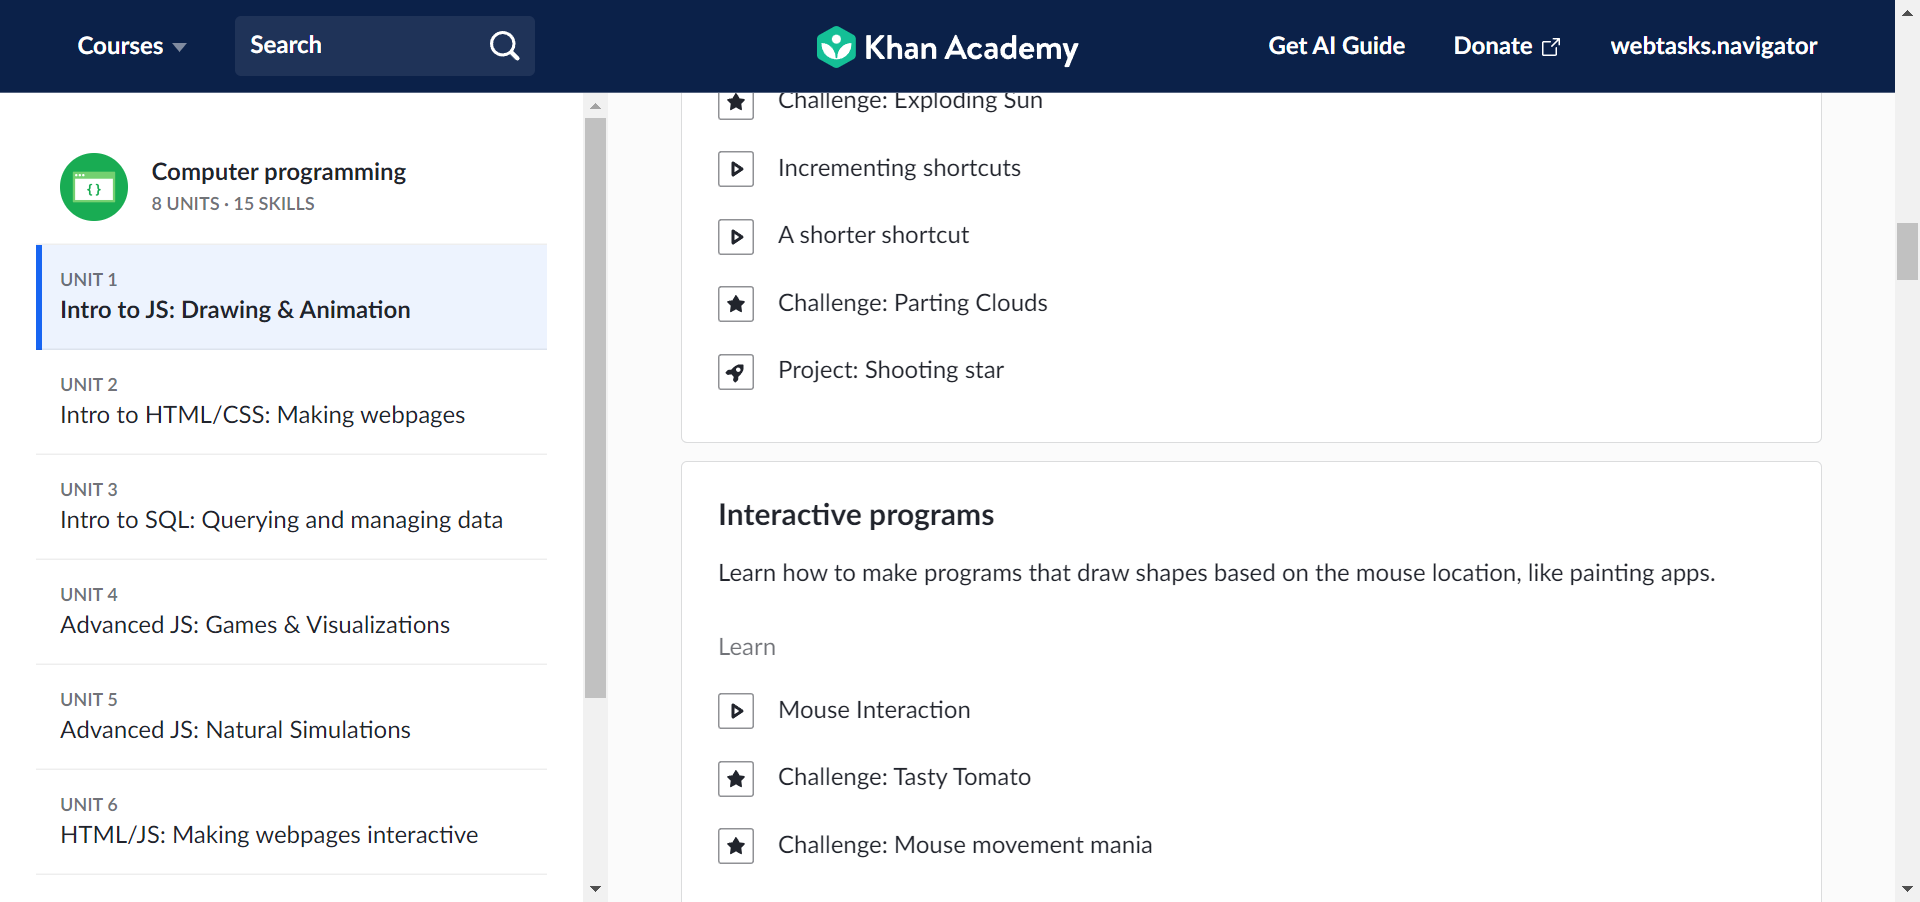 Courses
Search
Khan Academy
Get AI Guide
Donate
webtasks.navigator
Computer programming
8 UNITS · 15 SKILLS
UNIT 1
Intro to JS: Drawing & Animation
UNIT 2
Intro to HTML/CSS: Making webpages
UNIT 3
Intro to SQL: Querying and managing data
UNIT 4
Advanced JS: Games & Visualizations
UNIT 5
Advanced JS: Natural Simulations
UNIT 6
HTML/JS: Making webpages interactive
Challenge: Exploding Sun
Incrementing shortcuts
A shorter shortcut
Challenge: Parting Clouds
Project: Shooting star
Interactive programs
Learn how to make programs that draw shapes based on the mouse location, like painting apps.
Learn
Mouse Interaction
Challenge: Tasty Tomato
Challenge: Mouse movement mania